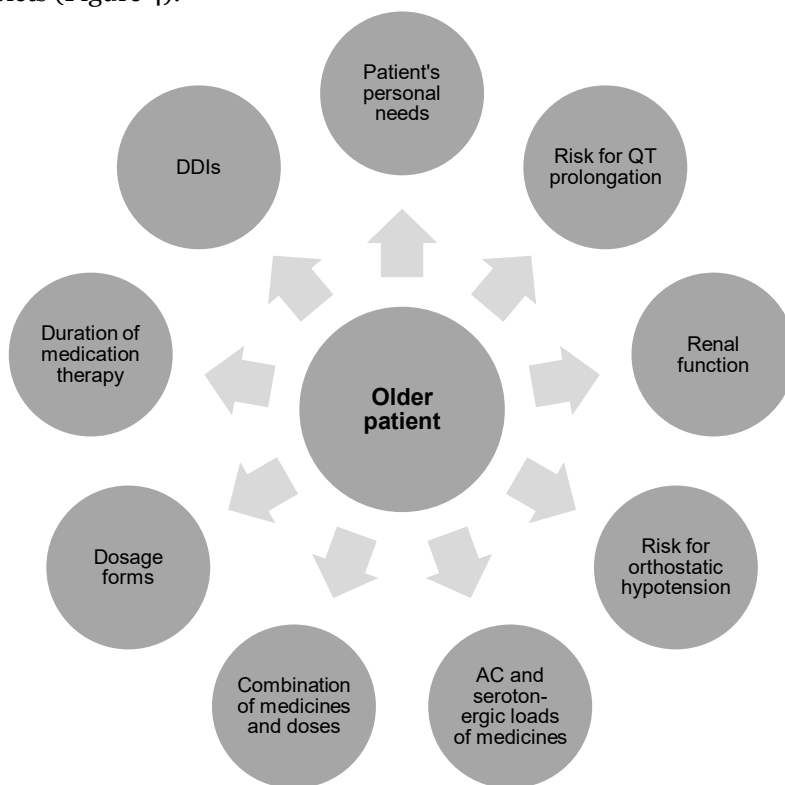 (Figure 4).
Patient's
personal
needs
Risk for QT
prolongation
Renal
function
Risk for
orthostatic
hypotension
AC and
seroton-
ergic loads
of medicines
Combination
of medicines
and doses
Dosage
forms
Duration of
medication
therapy
DDIs
Older
patient